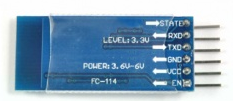 STATE
RXD
LEVEL: 3.3V
TXD
GND
POWER: 3.6V-6V
VCC
FC-114
EN